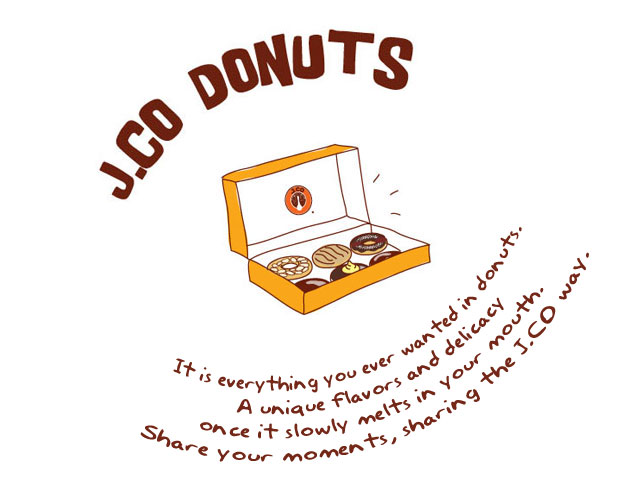 J.CO DONUTS
J.CO
It is everything you ever wanted in donuts.
A unique flavors and delicacy
once it slowly melts in your mouth.
Share your moments, sharing the J.CO way.